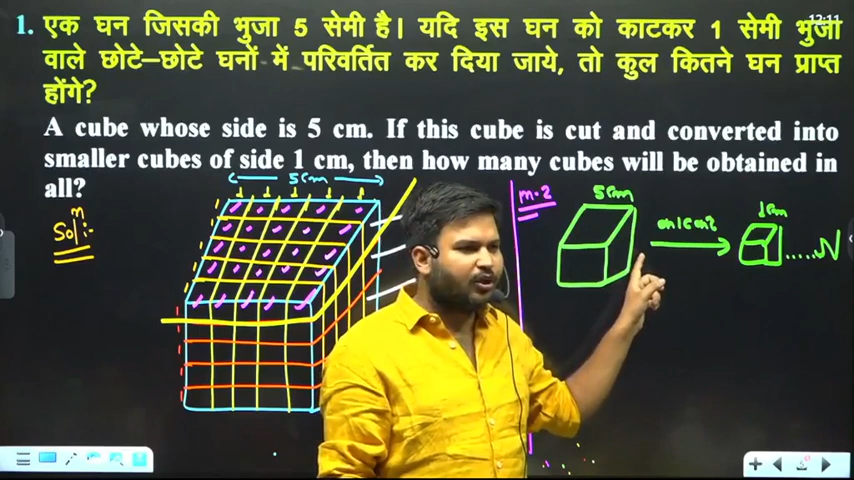 12:11
1. एक घन जिसकी भुजा 5 सेमी है। यदि इस घन को काटकर 1 सेमी भुजा
वाले छोटे–छोटे घनों में परिवर्तित कर दिया जाये, तो कुल कितने घन प्राप्त
होंगे?
A cube whose side is 5 cm. If this cube is cut and converted into
smaller cubes of side 1 cm, then how many cubes will be obtained in
all?
5cm
Solⁿ:-
m-2
5cm
काटकर
1cm
.....N